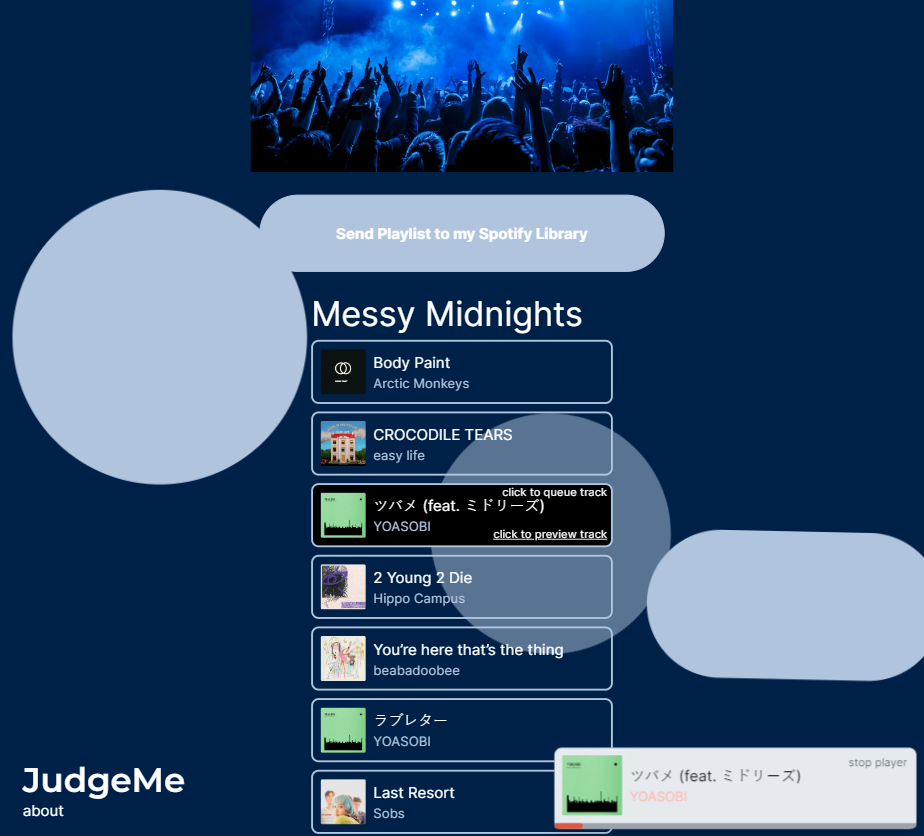 Send Playlist to my Spotify Library
Messy Midnights
Body Paint
Arctic Monkeys
CROCODILE TEARS
easy life
click to queue track
ツバメ (feat. ミドリーズ)
YOASOBI
click to preview track
2 Young 2 Die
Hippo Campus
You're here that's the thing
beabadoobee
ラブレター
YOASOBI
Last Resort
Sobs
JudgeMe
about
stop player
ツバメ (feat. ミドリーズ)
YOASOBI